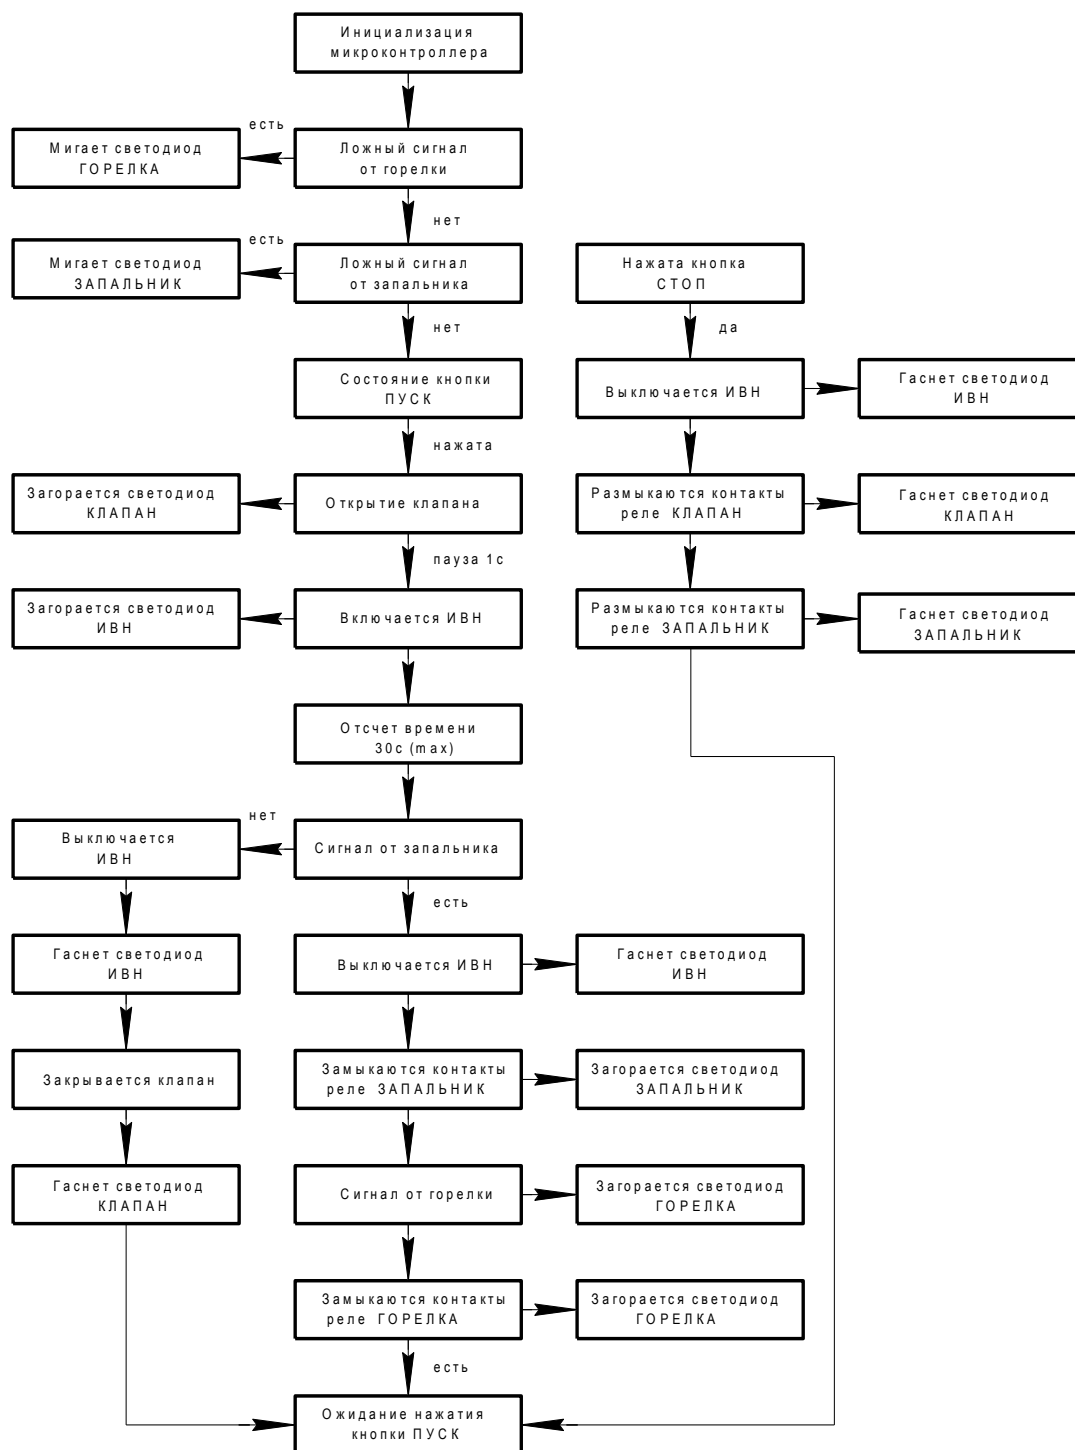 Инициализация
микроконтроллера
есть
Мигает светодиод
ГОРЕЛКА
Ложный сигнал
от горелки
нет
есть
Мигает светодиод
ЗАПАЛЬНИК
Ложный сигнал
от запальника
Нажата кнопка
СТОП
нет
да
Состояние кнопки
ПУСК
Выключается ИВН
Гаснет светодиод
ИВН
нажата
Загорается светодиод
КЛАПАН
Открытие клапана
Размыкаются контакты
реле КЛАПАН
Гаснет светодиод
КЛАПАН
пауза 1с
Загорается светодиод
ИВН
Включается ИВН
Размыкаются контакты
реле ЗАПАЛЬНИК
Гаснет светодиод
ЗАПАЛЬНИК
Отсчет времени
30с (max)
нет
Выключается
ИВН
Сигнал от запальника
есть
Гаснет светодиод
ИВН
Выключается ИВН
Гаснет светодиод
ИВН
Закрывается клапан
Замыкаются контакты
реле ЗАПАЛЬНИК
Загорается светодиод
ЗАПАЛЬНИК
Гаснет светодиод
КЛАПАН
Сигнал от горелки
Загорается светодиод
ГОРЕЛКА
Замыкаются контакты
реле ГОРЕЛКА
Загорается светодиод
ГОРЕЛКА
есть
Ожидание нажатия
кнопки ПУСК